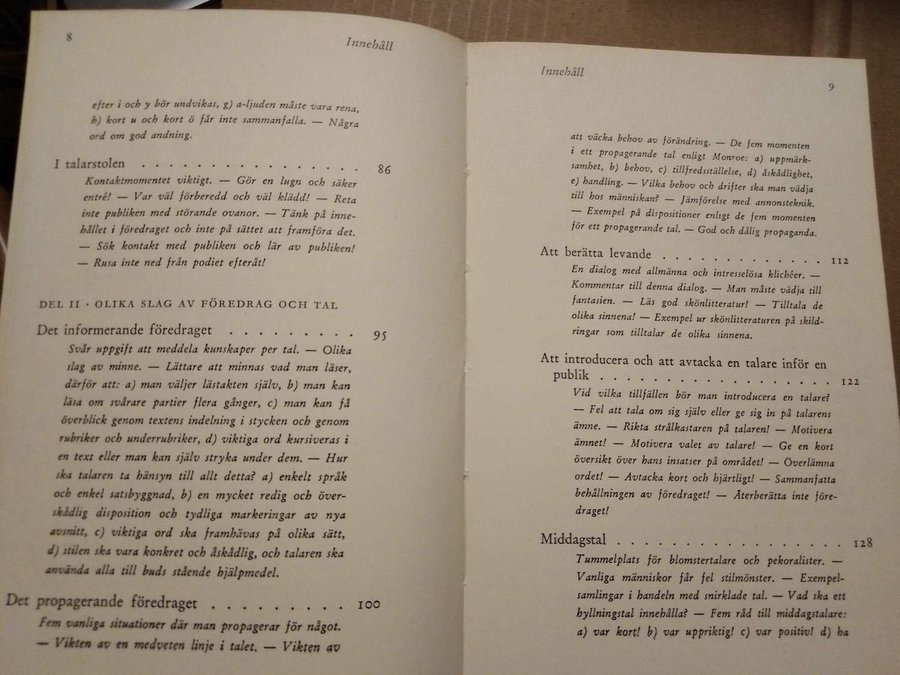 8
Innehåll
efter i och y bör undvikas, g) a-ljuden måste vara rena,
h) kort u och kort ö får inte sammanfalla. — Några
ord om god andning.
I talarstolen . . . . . . . . . . . . . . . 86
Kontaktmomentet viktigt. — Gör en lugn och säker
entré! — Var väl förberedd och väl klädd! — Reta
inte publiken med störande ovanor. — Tänk på inne-
hållet i föredraget och inte på sättet att framföra det.
— Sök kontakt med publiken och lär av publiken!
— Rusa inte ned från podiet efteråt!
DEL II · OLIKA SLAG AV FÖREDRAG OCH TAL
Det informerande föredraget . . . . . . . . . 95
Svår uppgift att meddela kunskaper per tal. — Olika
slag av minne. — Lättare att minnas vad man läser,
därför att: a) man väljer lästakten själv, b) man kan
läsa om svårare partier flera gånger, c) man kan få
överblick genom textens indelning i stycken och genom
rubriker och underrubriker, d) viktiga ord kursiveras i
en text eller man kan själv stryka under dem. — Hur
ska talaren ta hänsyn till allt detta? a) enkelt språk
och enkel satsbyggnad, b) en mycket redig och över-
skådlig disposition och tydliga markeringar av nya
avsnitt, c) viktiga ord ska framhävas på olika sätt,
d) stilen ska vara konkret och åskådlig, och talaren ska
använda alla till buds stående hjälpmedel.
Det propagerande föredraget . . . . . . . . . 100
Fem vanliga situationer där man propagerar för något.
— Vikten av en medveten linje i talet. — Vikten av
Innehåll
9
att väcka behov av förändring. — De fem momenten
i ett propagerande tal enligt Monroe: a) uppmärk-
samhet, b) behov, c) tillfredsställelse, d) åskådlighet,
e) handling. — Vilka behov och drifter ska man vädja
till hos människan? — Jämförelse med annonsteknik.
— Exempel på dispositioner enligt de fem momenten
för ett propagerande tal. — God och dålig propaganda.
Att berätta levande . . . . . . . . . . . . 112
En dialog med allmänna och intresselösa klichéer. —
Kommentar till denna dialog. — Man måste vädja till
fantasien. — Läs god skönlitteratur! — Tilltala de
olika sinnena! — Exempel ur skönlitteraturen på skild-
ringar som tilltalar de olika sinnena.
Att introducera och att avtacka en talare inför en
publik . . . . . . . . . . . . . . . . . 122
Vid vilka tillfällen bör man introducera en talare?
— Fel att tala om sig själv eller ge sig in på talarens
ämne. — Rikta strålkastaren på talaren! — Motivera
ämnet! — Motivera valet av talare! — Ge en kort
översikt över hans insatser på området! — Överlämna
ordet! — Avtacka kort och hjärtligt! — Sammanfatta
behållningen av föredraget! — Återberätta inte före-
draget!
Middagstal . . . . . . . . . . . . . . . 128
Tummelplats för blomstertalare och pekoralister. —
Vanliga människor får fel stilmönster. — Exempel-
samlingar i handeln med snirklade tal. — Vad ska ett
hyllningstal innehålla? — Fem råd till middagstalare:
a) var kort! b) var uppriktig! c) var positiv! d) ha